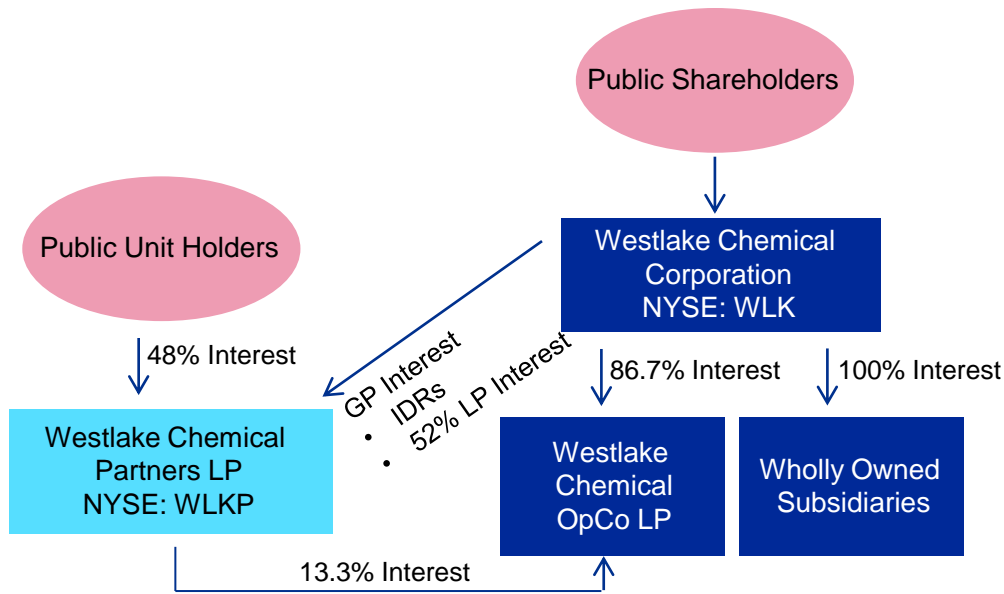 Public Shareholders
Public Unit Holders
Westlake Chemical
Corporation
NYSE: WLK
48% Interest
GP Interest
• IDRs
• 52% LP Interest
86.7% Interest
100% Interest
Westlake Chemical
Partners LP
NYSE: WLKP
Westlake
Chemical
OpCo LP
Wholly Owned
Subsidiaries
13.3% Interest